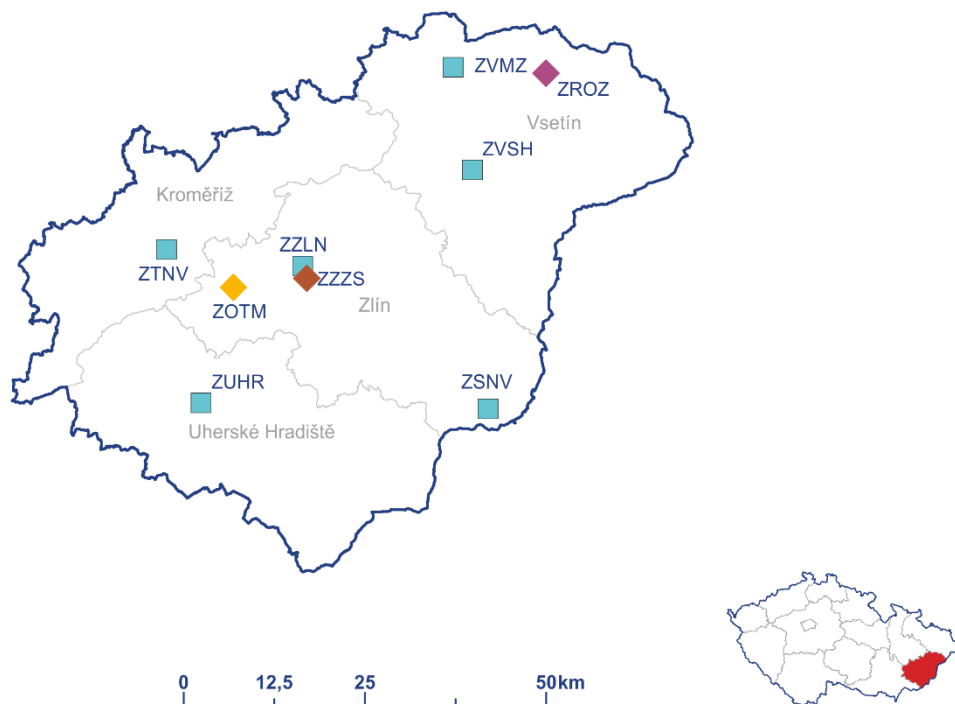 ZVMZ
ZROZ
Vsetín
ZVSH
Kroměříž
ZZLN
ZTNV
ZZZS
ZOTM
Zlín
ZUHR
ZSNV
Uherské Hradiště
0 12,5 25 50km